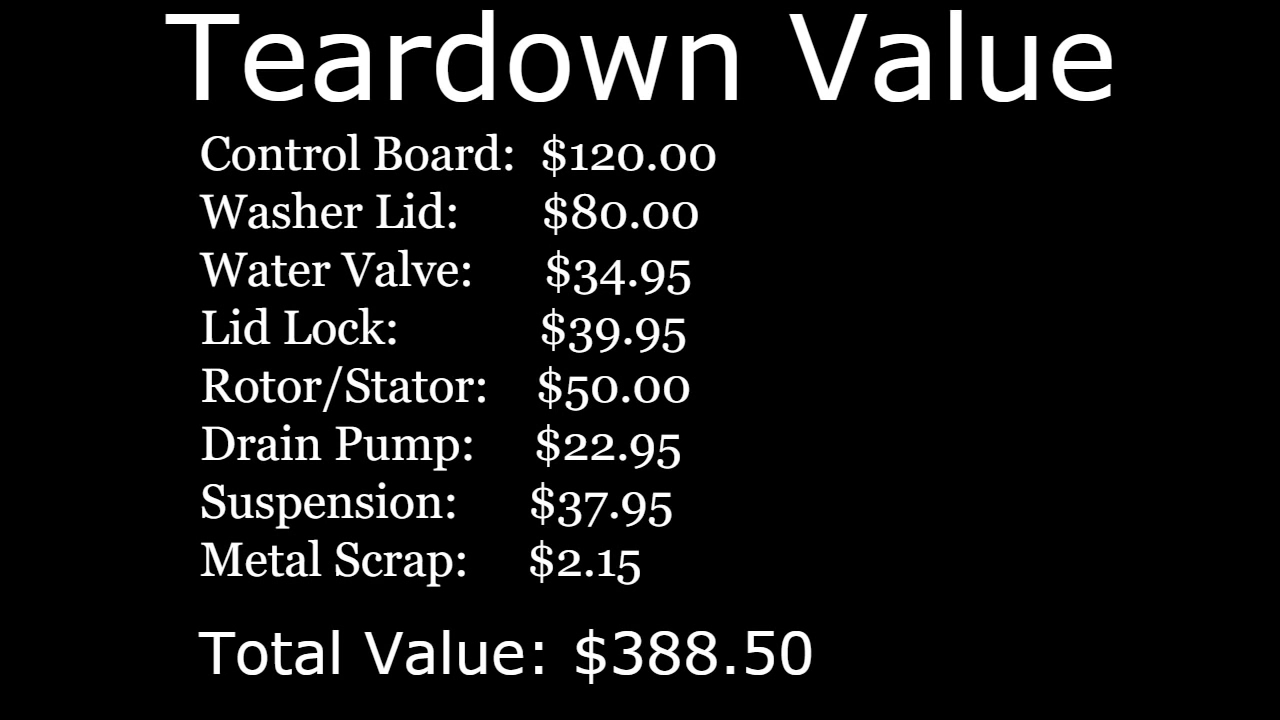 Teardown Value
Control Board: $120.00
Washer Lid: $80.00
Water Valve: $34.95
Lid Lock: $39.95
Rotor/Stator: $50.00
Drain Pump: $22.95
Suspension: $37.95
Metal Scrap: $2.15
Total Value: $388.50